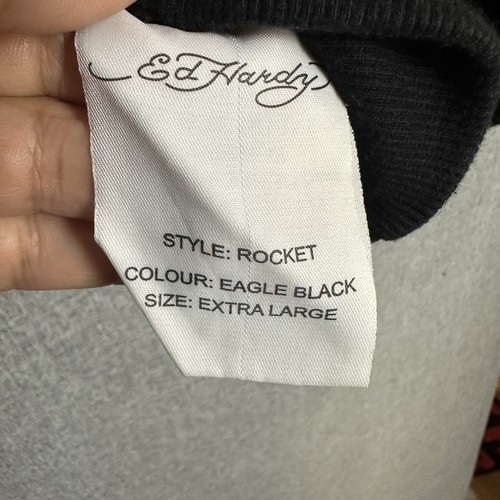 Ed Hardy
STYLE: ROCKET
COLOUR: EAGLE BLACK
SIZE: EXTRA LARGE